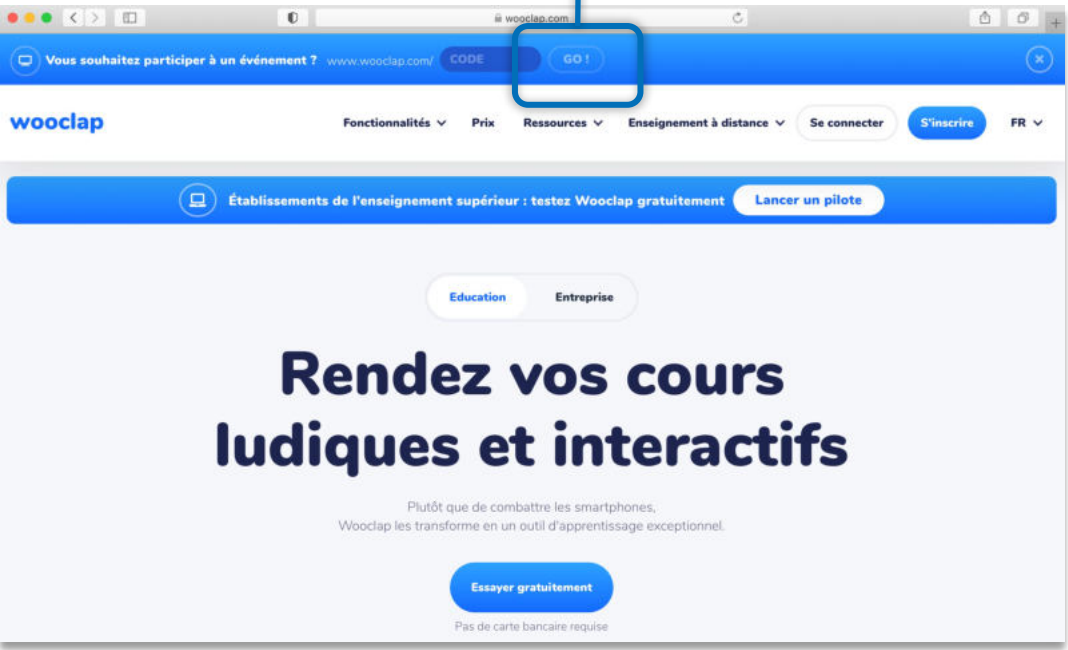 wooclap.com
Vous souhaitez participer à un événement ? www.wooclap.com/ CODE GO !
wooclap Fonctionnalités Prix Ressources Enseignement à distance Se connecter S'inscrire FR
Établissements de l'enseignement supérieur : testez Wooclap gratuitement Lancer un pilote
Education Entreprise
Rendez vos cours
ludiques et interactifs
Plutôt que de combattre les smartphones,
Wooclap les transforme en un outil d'apprentissage exceptionnel.
Essayer gratuitement
Pas de carte bancaire requise